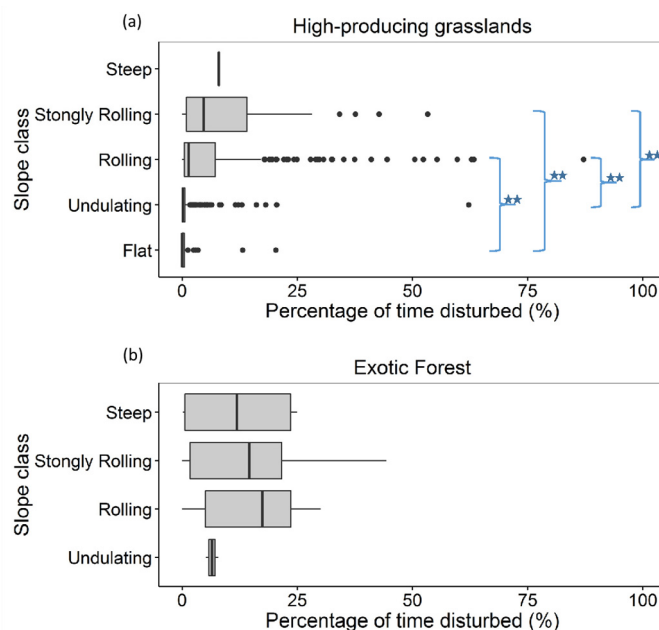 (a)
High-producing grasslands
Slope class
Steep
Stongly Rolling
Rolling
Undulating
Flat
0 25 50 75 100
Percentage of time disturbed (%)
(b)
Exotic Forest
Slope class
Steep
Stongly Rolling
Rolling
Undulating
0 25 50 75 100
Percentage of time disturbed (%)